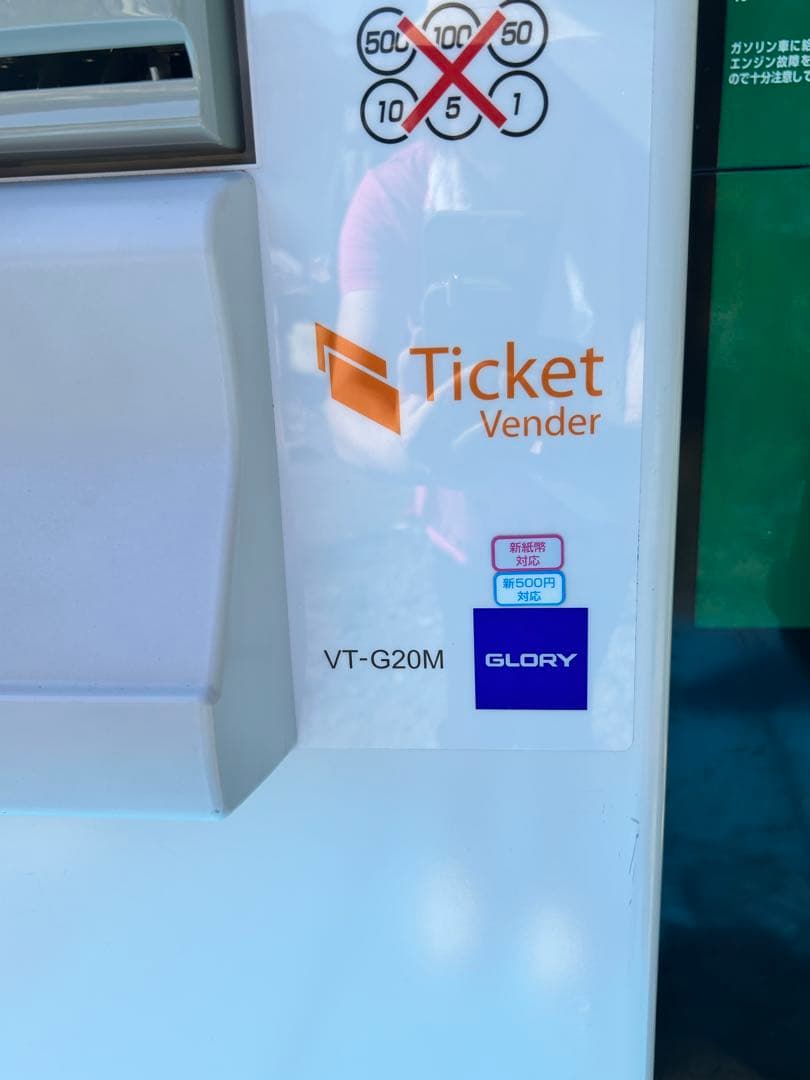 500 100 50
10 5 1
ガソリン車に
エンジン故障を
ので十分注意して
Ticket
Vender
新紙幣
対応
新500円
対応
VT-G20M
GLORY